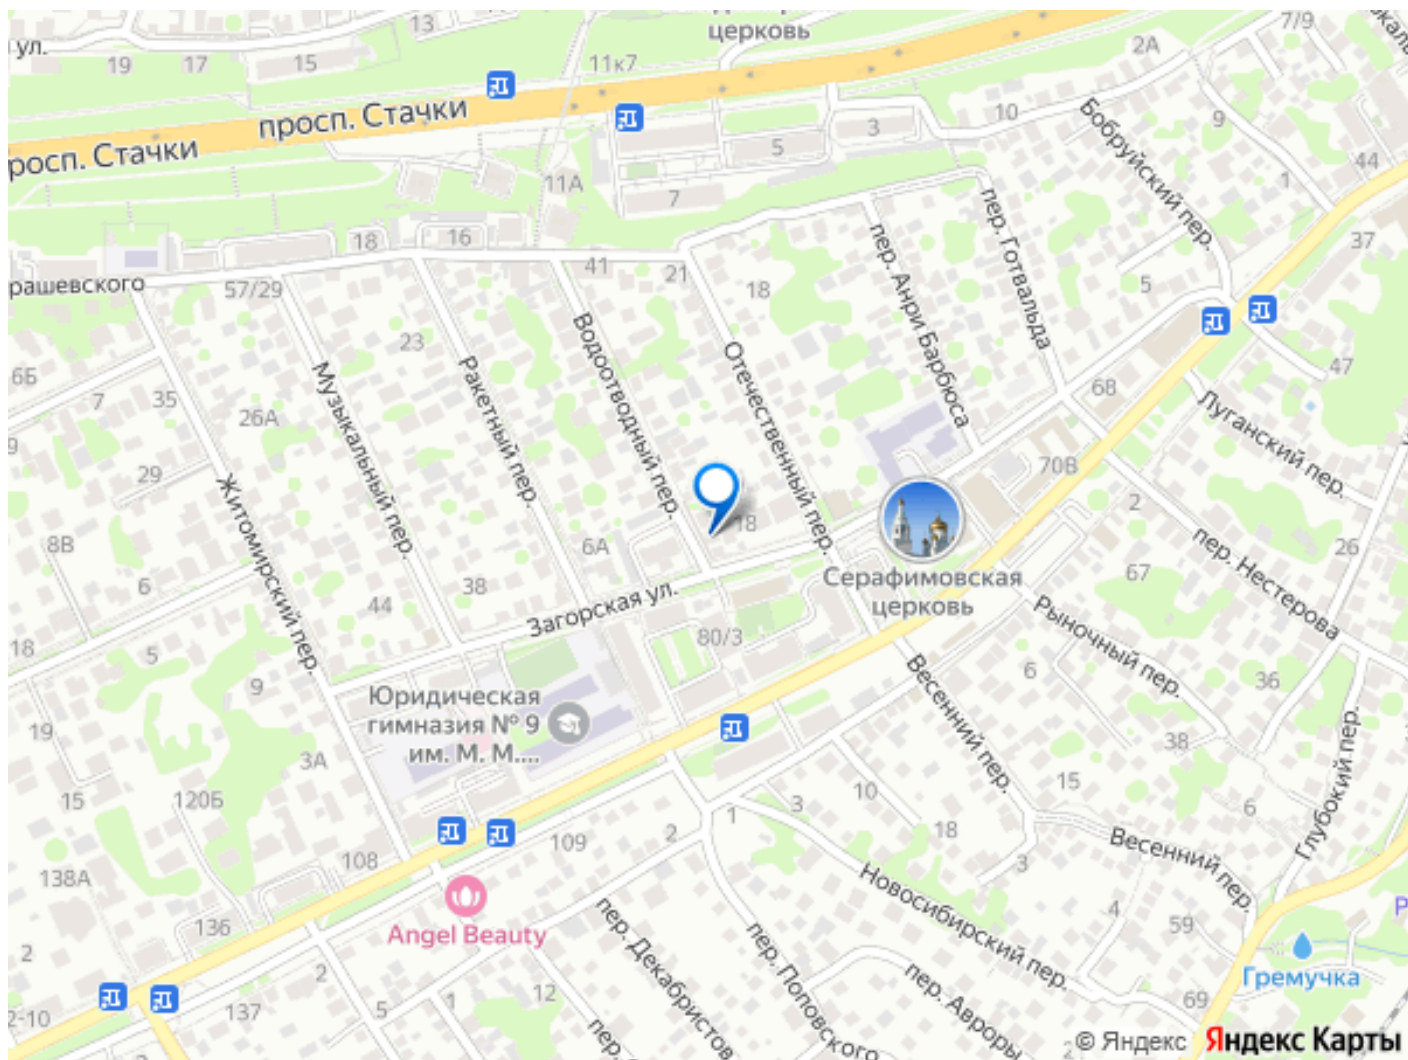 церковь
13
7/9
2А
ул.
19
17
15
11к7
просп. Стачки
росп. Стачки
10
3
5
9
Бобруйский пер.
44
11А
7
1
18
16
пер. Готвальда
пер. Анри Барбюса
37
рашевского
57/29
41
21
18
5
Водоотводный пер.
Отечественный пер.
23
Музыкальный пер.
Ракетный пер.
6Б
7
35
26А
68
47
Луганский пер.
29
Житомирский пер.
70В
2
18
8В
6
6А
38
44
Загорская ул.
Серафимовская
церковь
пер. Нестерова
26
67
Рыночный пер.
18
5
9
80/3
6
36
Юридическая
гимназия № 9
им. М. М....
Весенний пер.
38
19
3А
15
120Б
10
3
1
2
15
6
Глубокий пер.
18
3
Весенний пер.
108
109
138А
Новосибирский пер.
4
59
136
Angel Beauty
2
2
пер. Декабристов
пер. Поповского
пер. Авроры
Гремучка
137
5
1
12
69
2-10
пер.
© Яндекс Яндекс Карты